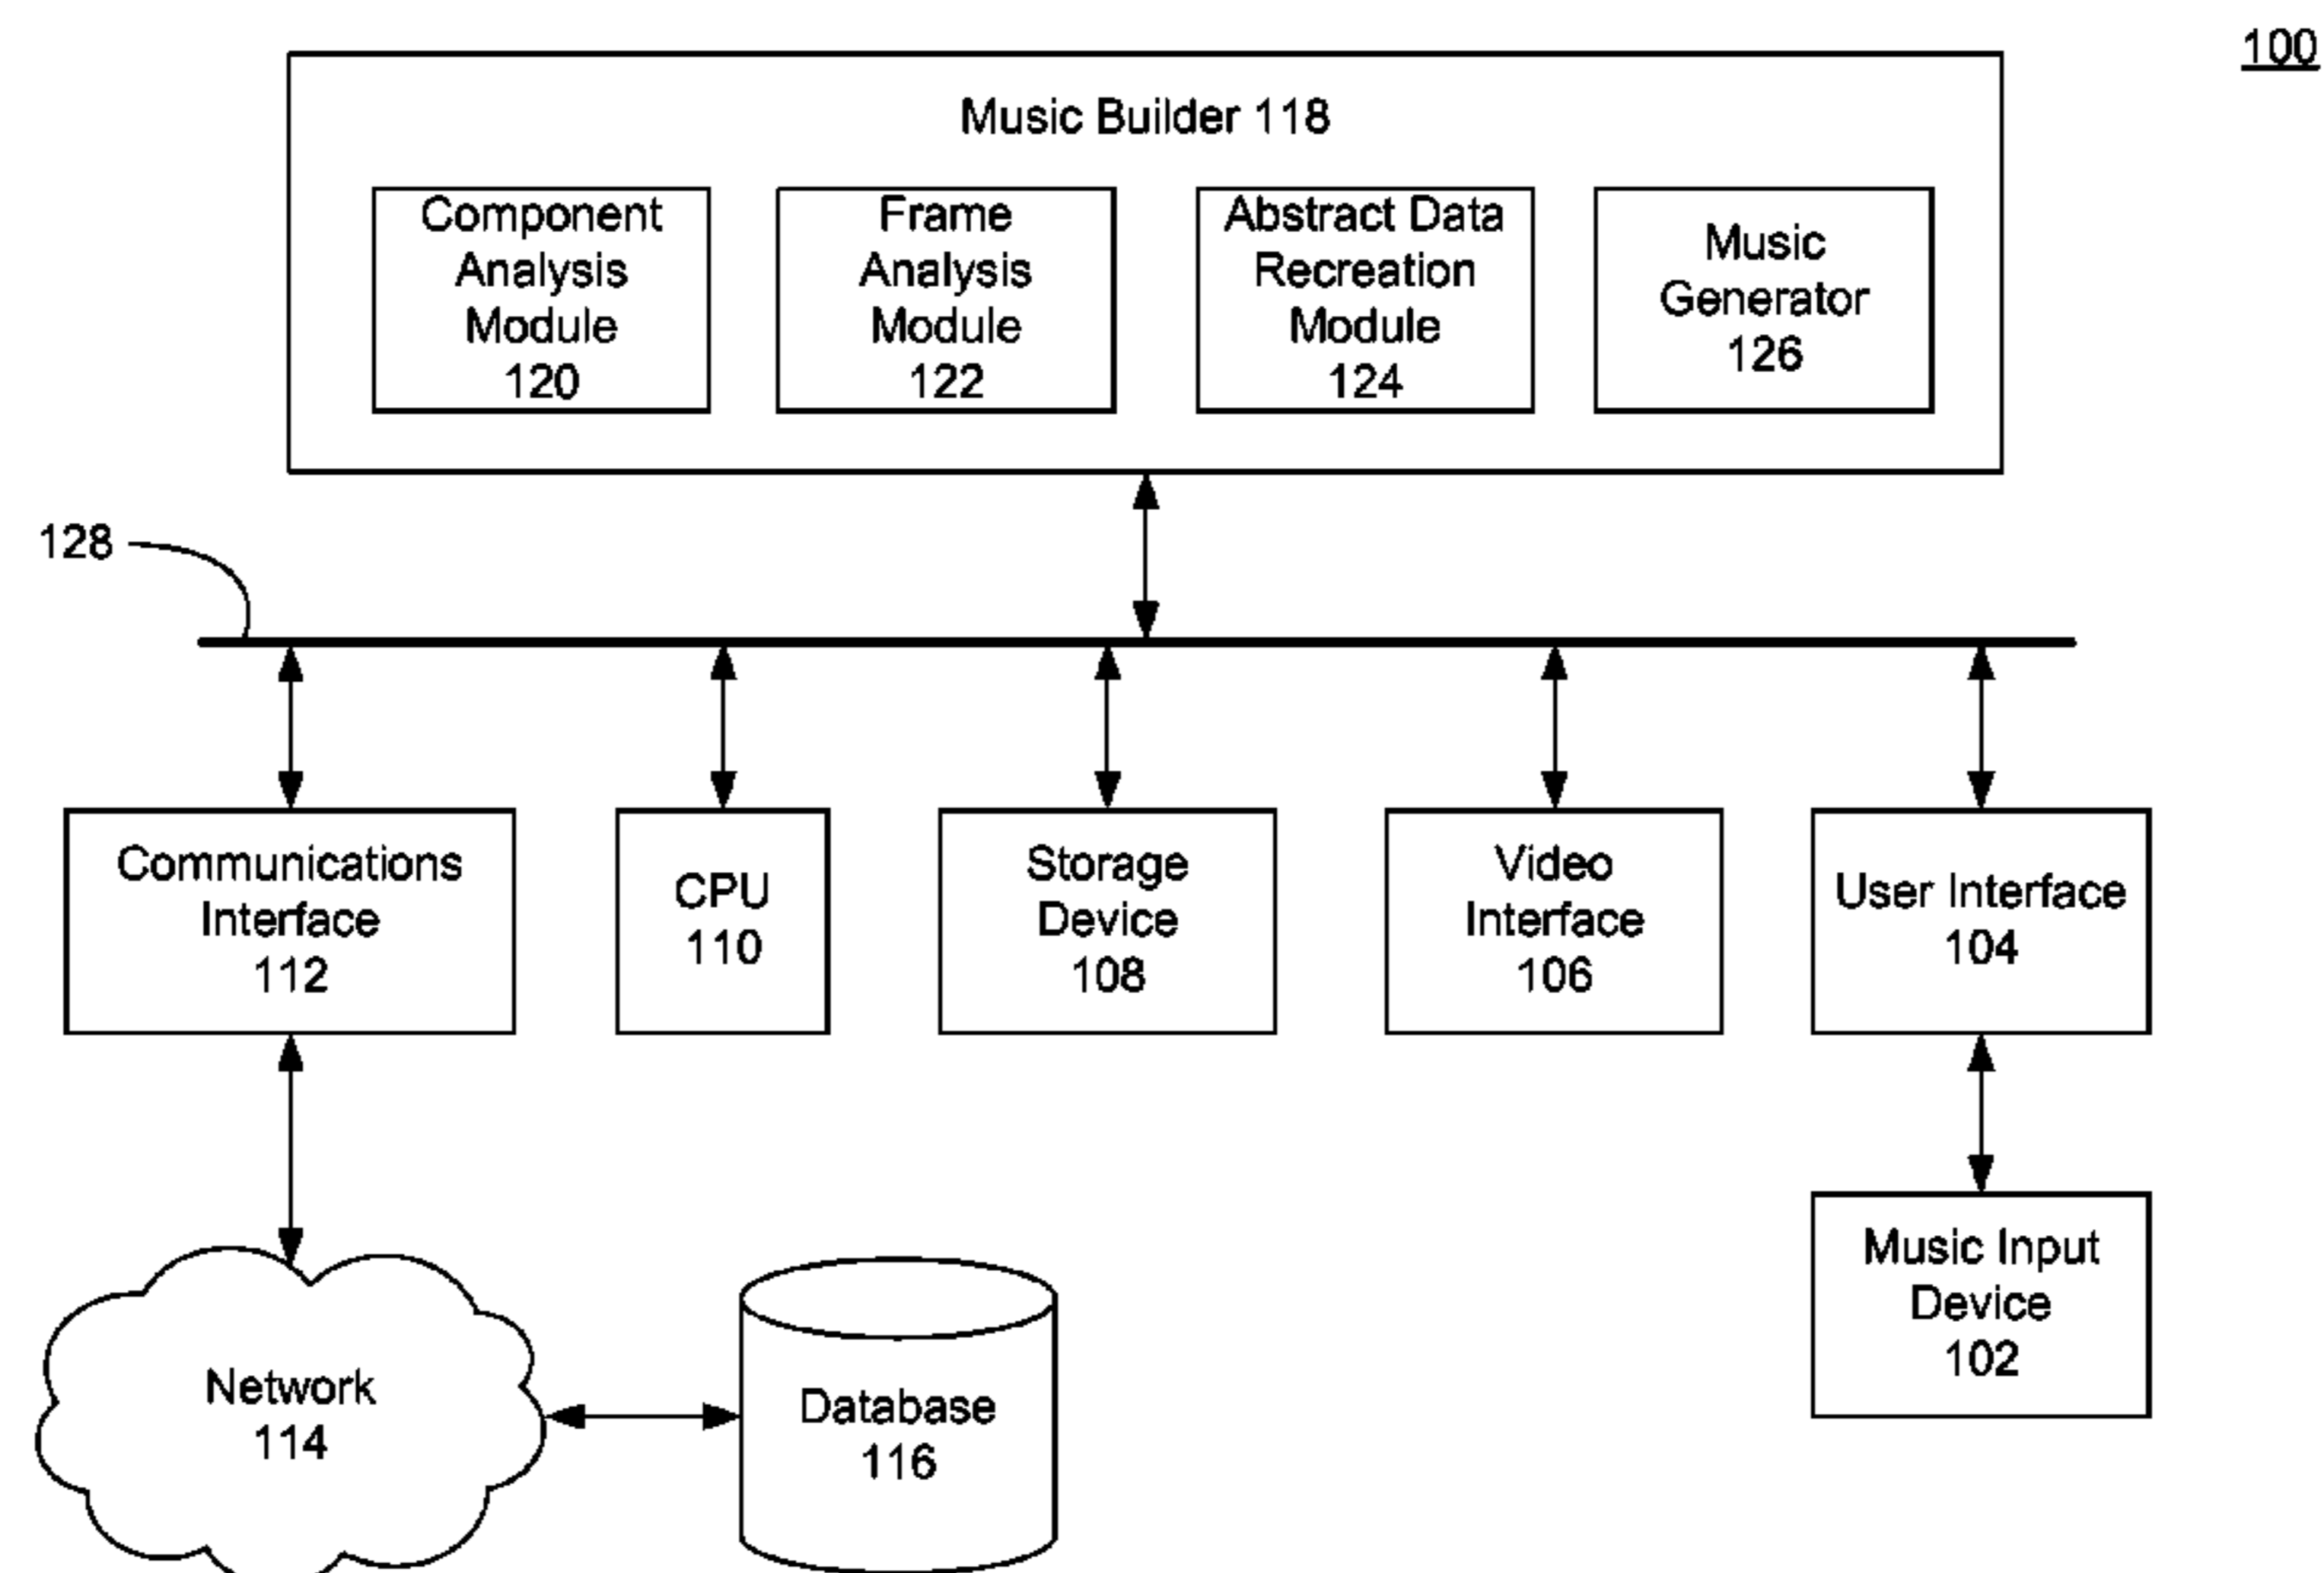 100
Music Builder 118
Component
Analysis
Module
120
Frame
Analysis
Module
122
Abstract Data
Recreation
Module
124
Music
Generator
126
128
Communications
Interface
112
CPU
110
Storage
Device
108
Video
Interface
106
User Interface
104
Network
114
Database
116
Music Input
Device
102